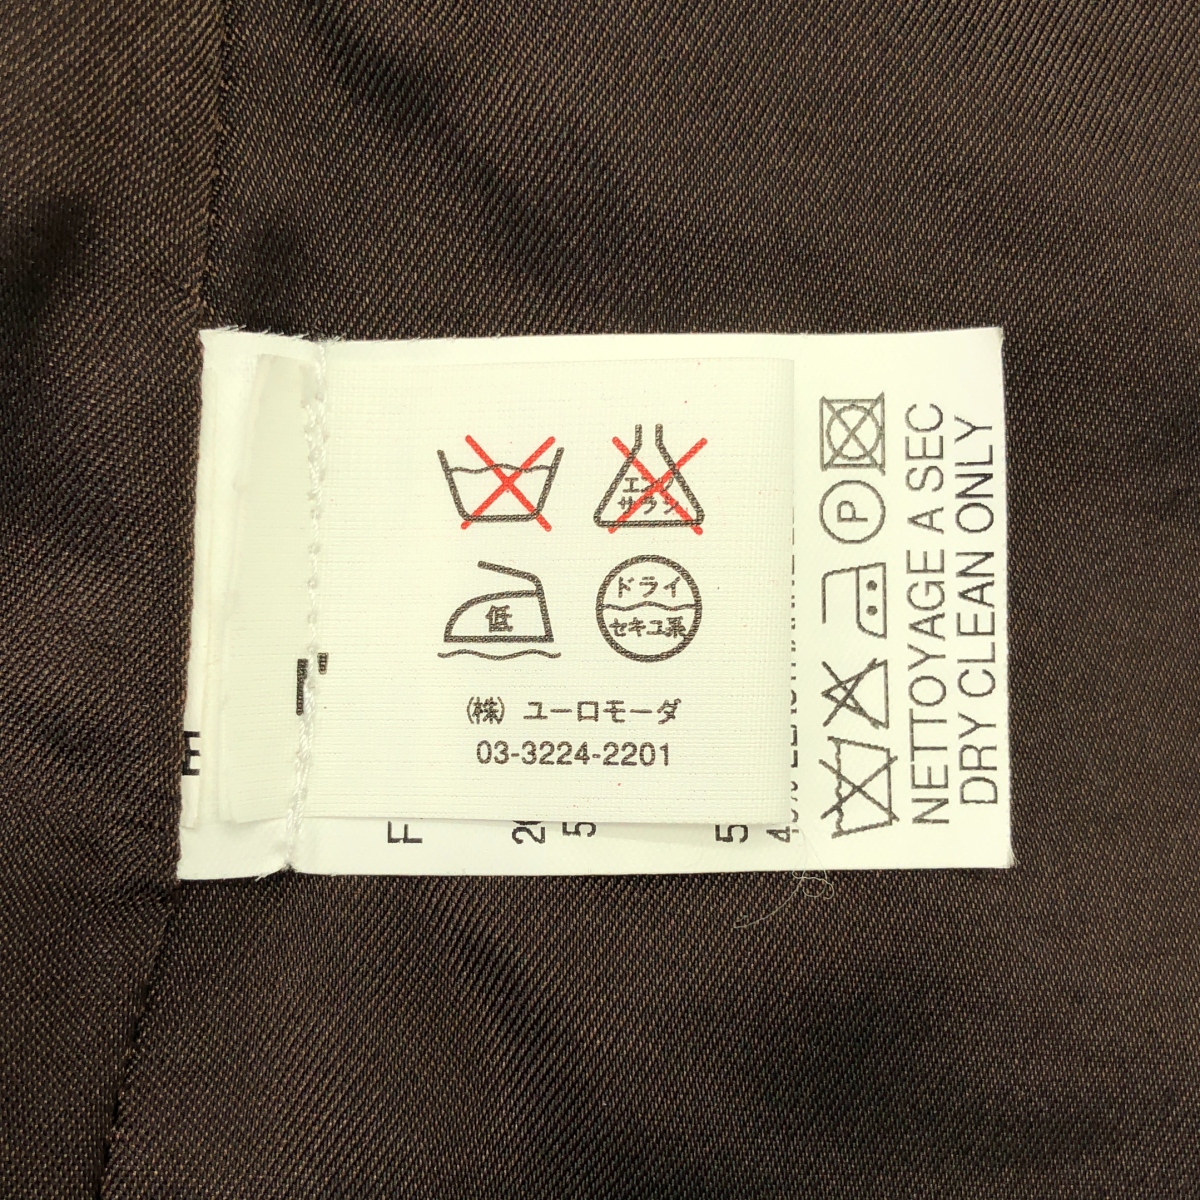 エンソ
サラシ
低
ドライ
セキユ系
(株) ユーロモーダ
03-3224-2201
P
NETTOYAGE A SEC
DRY CLEAN ONLY